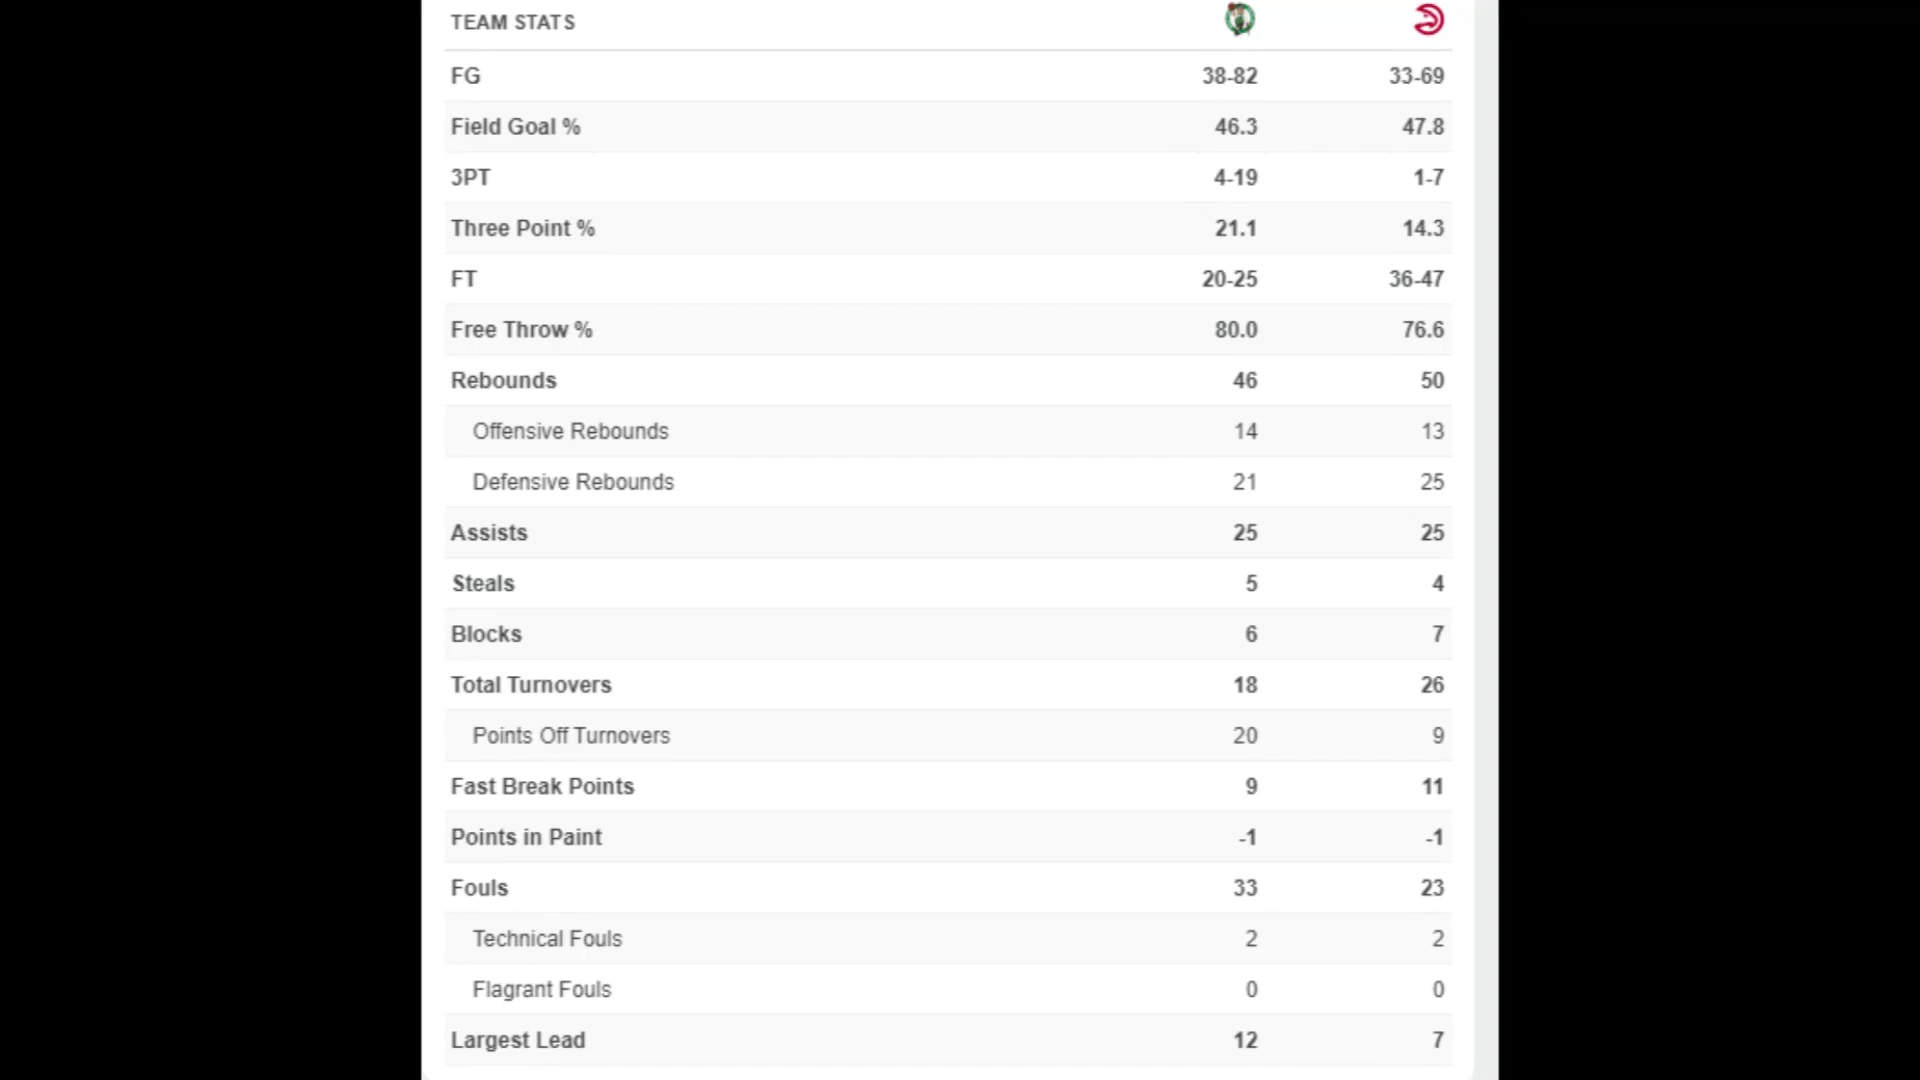 TEAM STATS
FG 38-82 33-69
Field Goal % 46.3 47.8
3PT 4-19 1-7
Three Point % 21.1 14.3
FT 20-25 36-47
Free Throw % 80.0 76.6
Rebounds 46 50
Offensive Rebounds 14 13
Defensive Rebounds 21 25
Assists 25 25
Steals 5 4
Blocks 6 7
Total Turnovers 18 26
Points Off Turnovers 20 9
Fast Break Points 9 11
Points in Paint -1 -1
Fouls 33 23
Technical Fouls 2 2
Flagrant Fouls 0 0
Largest Lead 12 7